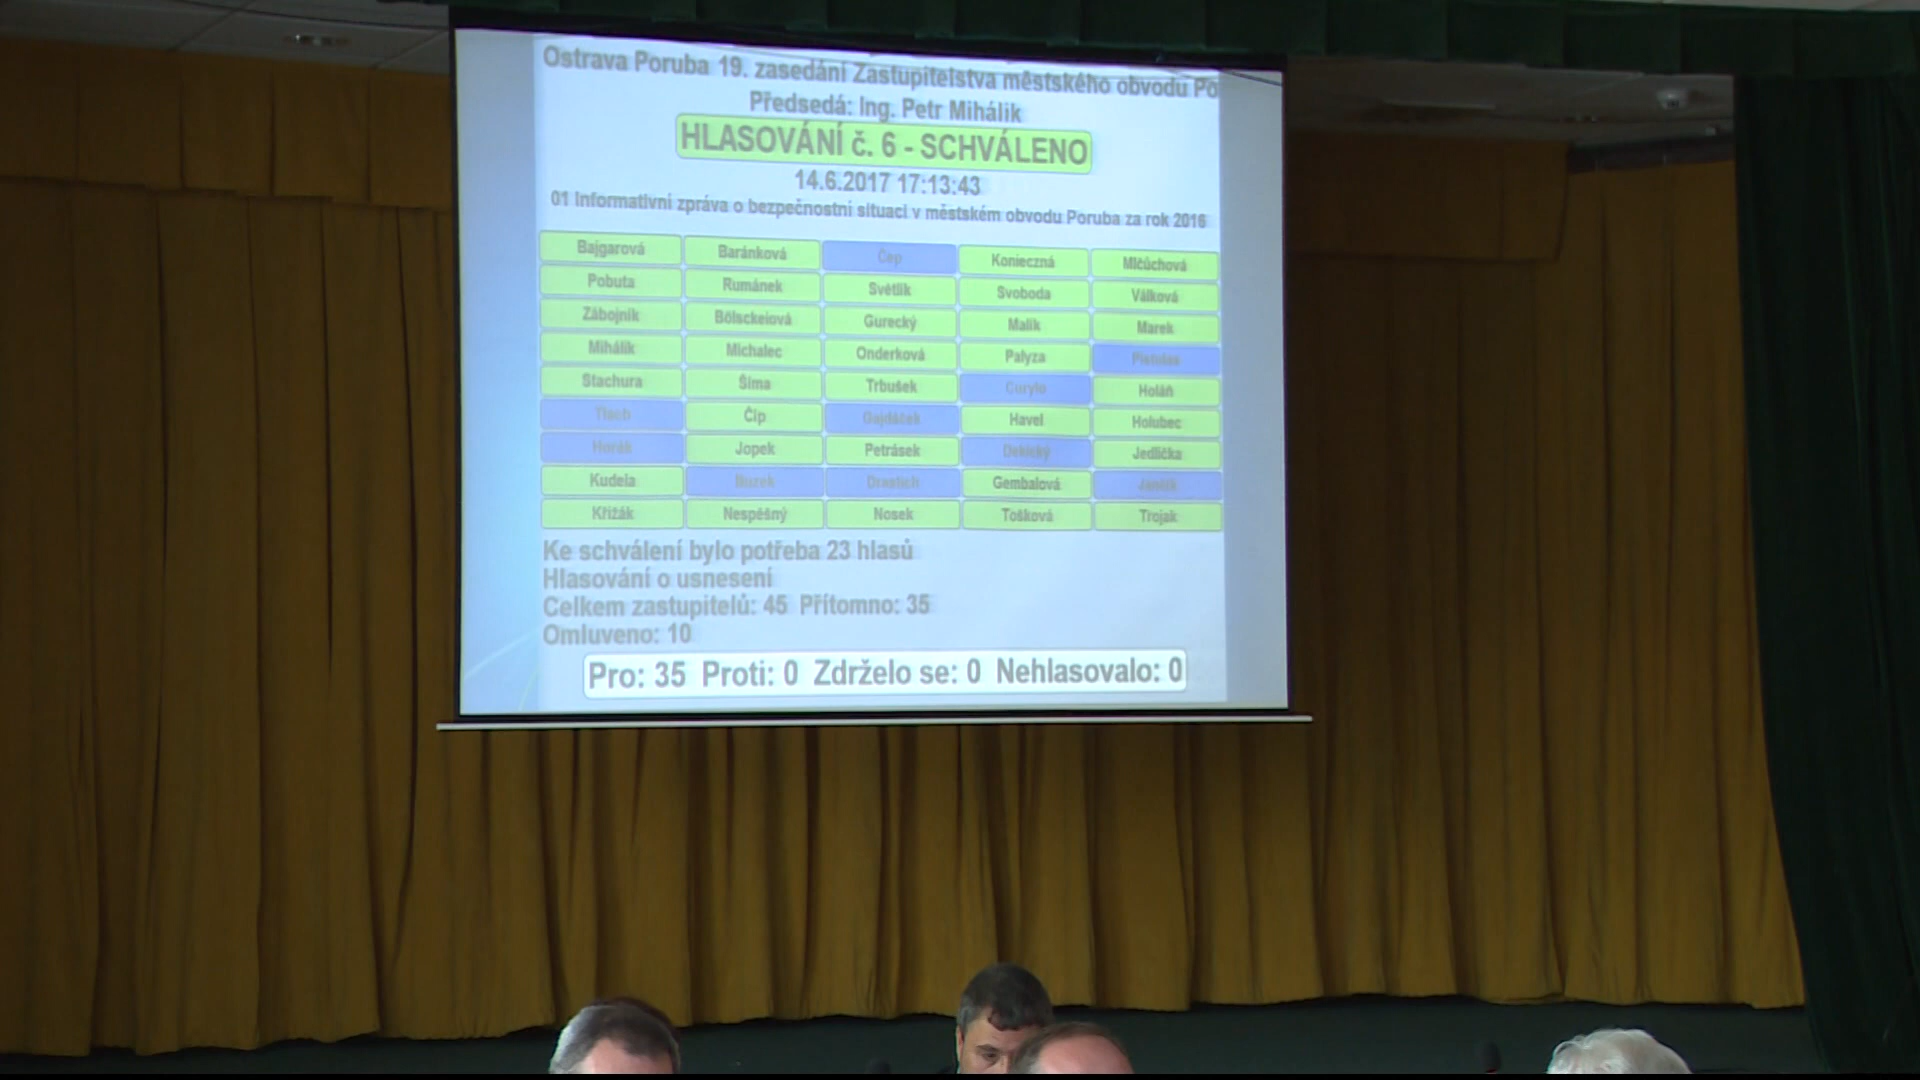 Ostrava Poruba 19. zasedání Zastupitelstva městského obvodu Po
Předsedá: Ing. Petr Mihálik
HLASOVÁNÍ č. 6 - SCHVÁLENO
14.6.2017 17:13:43
01 Informativní zpráva o bezpečnostní situaci v městském obvodu Poruba za rok 2016
Bajgarová Baránková Čep Konieczná Mlčůchová
Pobuta Rumánek Světlík Svoboda Válková
Zábojník Bölsckeiová Gurecký Malík Marek
Mihálik Michalec Onderková Palyza
Stachura Šíma Trbušek Curylo Holáň
Čip Gajdáček Havel Holubec
Horák Jopek Petrásek Jedlička
Kudela Gembalová
Křižák Nespěšný Nosek Tošková Trojak
Ke schválení bylo potřeba 23 hlasů
Hlasování o usnesení
Celkem zastupitelů: 45 Přítomno: 35
Omluveno: 10
Pro: 35 Proti: 0 Zdrželo se: 0 Nehlasovalo: 0